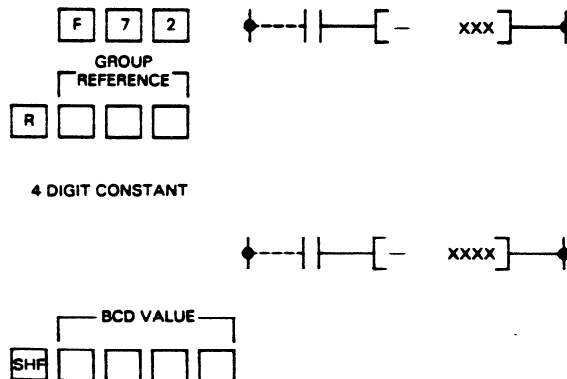 F 7 2
— XXX
GROUP
REFERENCE
R
4 DIGIT CONSTANT
— XXXX
BCD VALUE
SHF